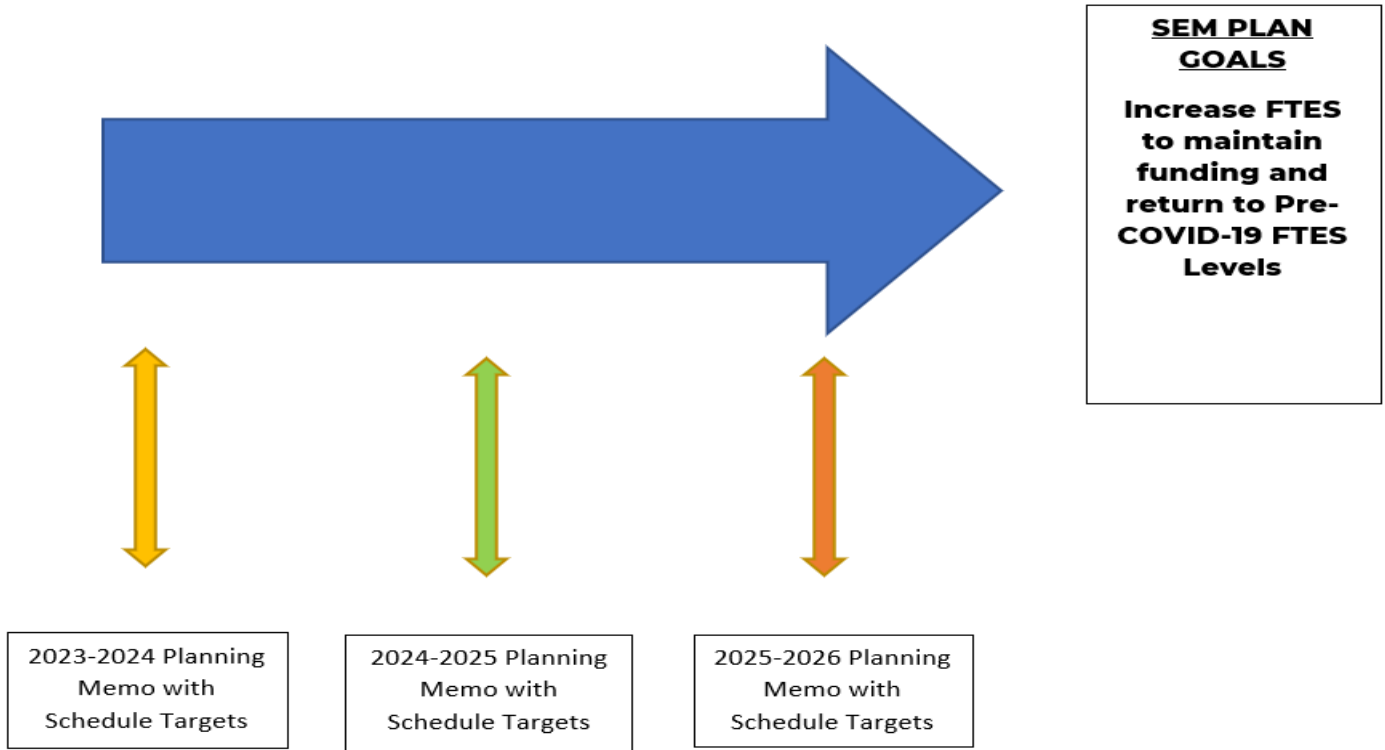 SEM PLAN
GOALS
Increase FTES
to maintain
funding and
return to Pre-
COVID-19 FTES
Levels
2023-2024 Planning
Memo with
Schedule Targets
2024-2025 Planning
Memo with
Schedule Targets
2025-2026 Planning
Memo with
Schedule Targets